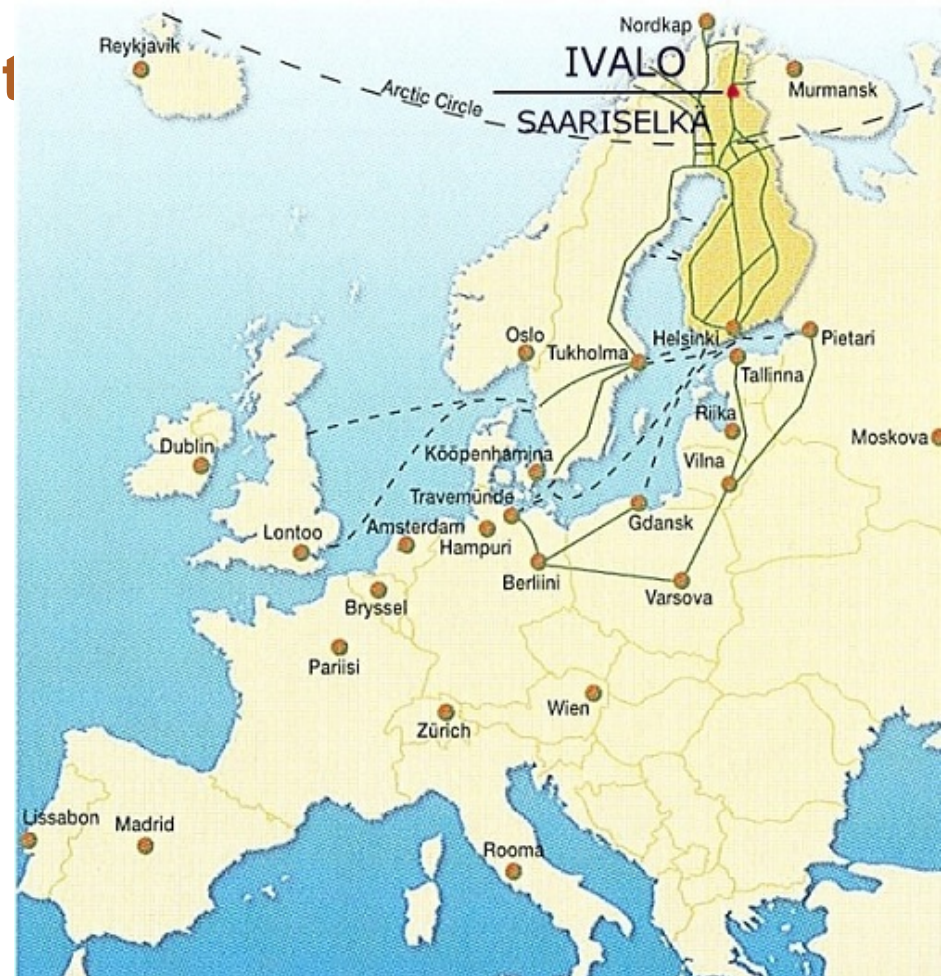 Nordkap
Reykjavik
t
IVALO
Murmansk
Arctic Circle
SAARISELKÄ
Oslo
Tukholma
Helsinki
Pietari
Tallinna
Riika
Moskova
Dublin
Kööpenhamina
Vilna
Travemünde
Gdansk
Lontoo
Amsterdam
Hampuri
Berliini
Varsova
Bryssel
Pariisi
Wien
Zürich
Lissabon
Madrid
Rooma